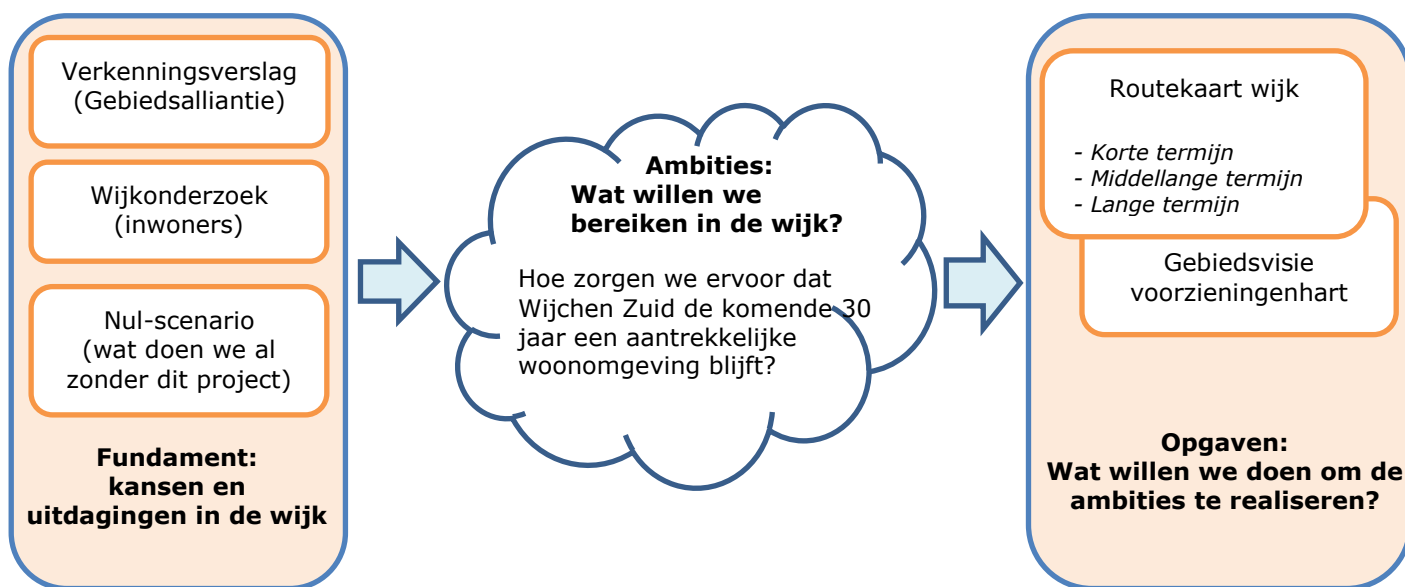 Verkenningsverslag
(Gebiedsalliantie)
Wijkonderzoek
(inwoners)
Nul-scenario
(wat doen we al
zonder dit project)
Fundament:
kansen en
uitdagingen in de wijk
Ambities:
Wat willen we
bereiken in de wijk?
Hoe zorgen we ervoor dat
Wijchen Zuid de komende 30
jaar een aantrekkelijke
woonomgeving blijft?
Routekaart wijk
- Korte termijn
- Middellange termijn
- Lange termijn
Gebiedsvisie
voorzieningenhart
Opgaven:
Wat willen we doen om de
ambities te realiseren?